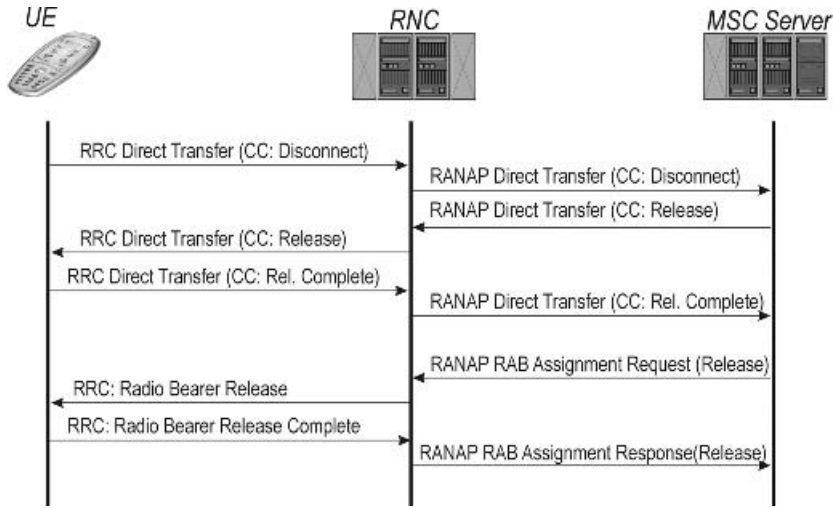 UE
RNC
MSC Server
RRC Direct Transfer (CC: Disconnect)
RANAP Direct Transfer (CC: Disconnect)
RANAP Direct Transfer (CC: Release)
RRC Direct Transfer (CC: Release)
RRC Direct Transfer (CC: Rel. Complete)
RANAP Direct Transfer (CC: Rel. Complete)
RANAP RAB Assignment Request (Release)
RRC: Radio Bearer Release
RRC: Radio Bearer Release Complete
RANAP RAB Assignment Response(Release)